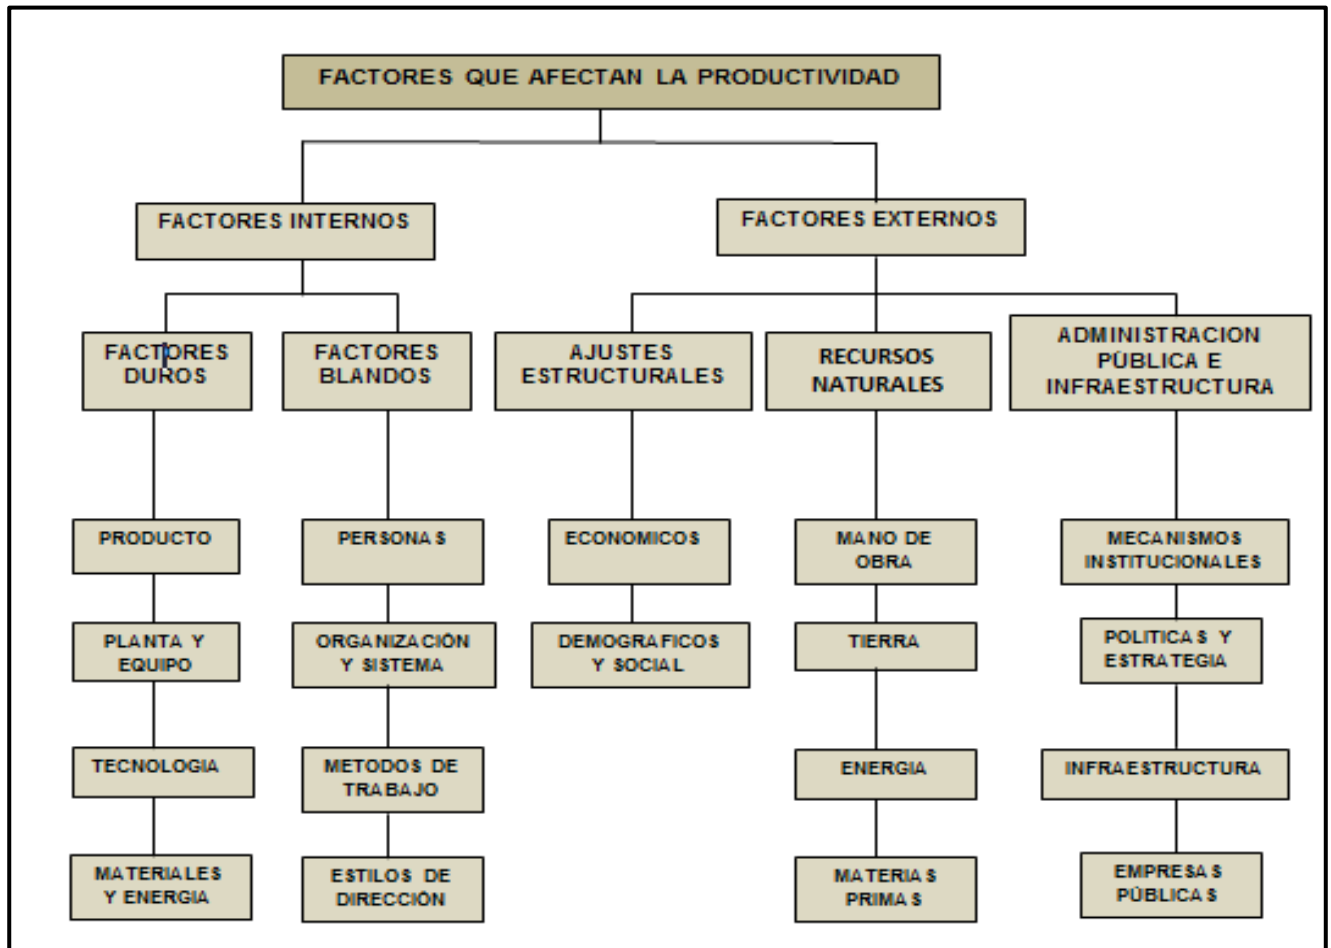 FACTORES QUE AFECTAN LA PRODUCTIVIDAD
FACTORES INTERNOS
FACTORES EXTERNOS
FACTORES
DUROS
FACTORES
BLANDOS
AJUSTES
ESTRUCTURALES
RECURSOS
NATURALES
ADMINISTRACION
PÚBLICA E
INFRAESTRUCTURA
PRODUCTO
PERSONAS
ECONOMICOS
MANO DE
OBRA
MECANISMOS
INSTITUCIONALES
PLANTA Y
EQUIPO
ORGANIZACIÓN
Y SISTEMA
DEMOGRAFICOS
Y SOCIAL
TIERRA
POLITICAS Y
ESTRATEGIA
TECNOLOGIA
METODOS DE
TRABAJO
ENERGIA
INFRAESTRUCTURA
MATERIALES
Y ENERGIA
ESTILOS DE
DIRECCIÓN
MATERIAS
PRIMAS
EMPRESAS
PÚBLICAS